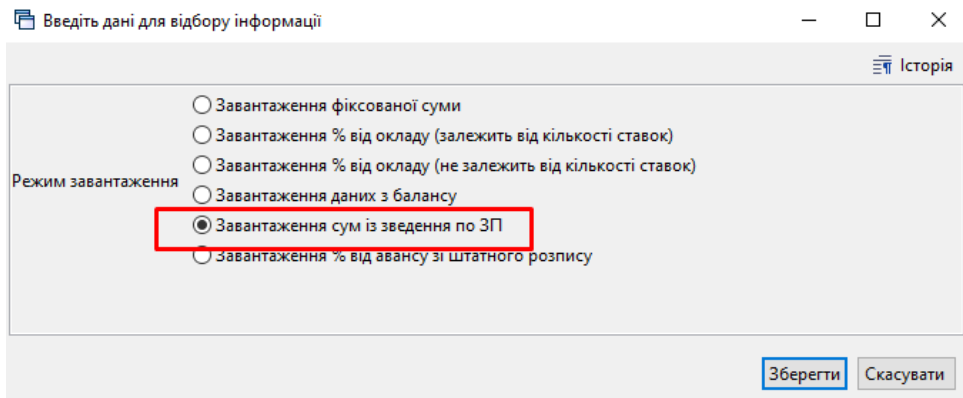 Введіть дані для відбору інформації
Історія
Режим завантаження
Завантаження фіксованої суми
Завантаження % від окладу (залежить від кількості ставок)
Завантаження % від окладу (не залежить від кількості ставок)
Завантаження даних з балансу
Завантаження сум із зведення по ЗП
Завантаження % від авансу зі штатного розпису
Зберегти Скасувати